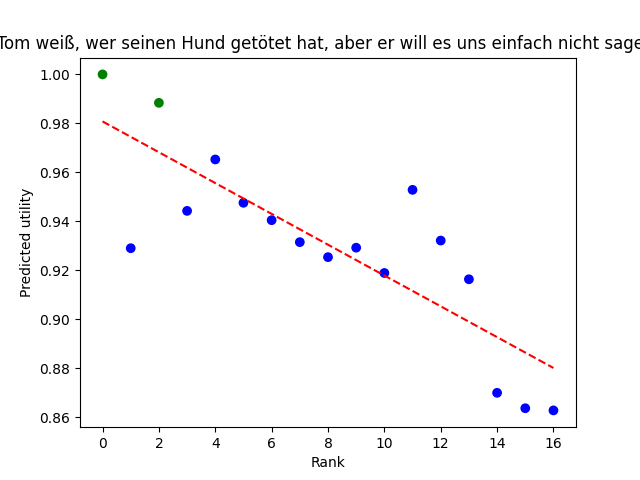 Tom weiß, wer seinen Hund getötet hat, aber er will es uns einfach nicht sage
1.00
0.98
0.96
0.94
0.92
0.90
0.88
0.86
Predicted utility
0 2 4 6 8 10 12 14 16
Rank